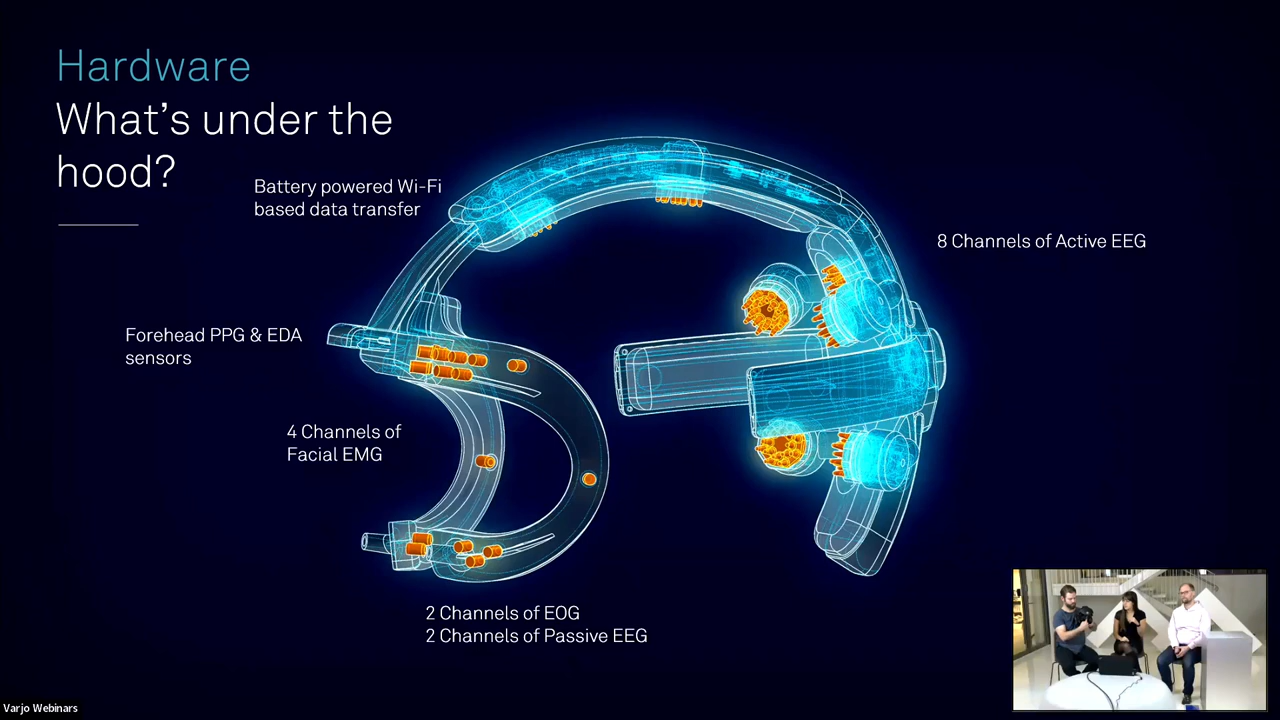 Hardware
What's under the
hood?
Battery powered Wi-Fi
based data transfer
8 Channels of Active EEG
Forehead PPG & EDA
sensors
4 Channels of
Facial EMG
2 Channels of EOG
2 Channels of Passive EEG
Varjo Webinars